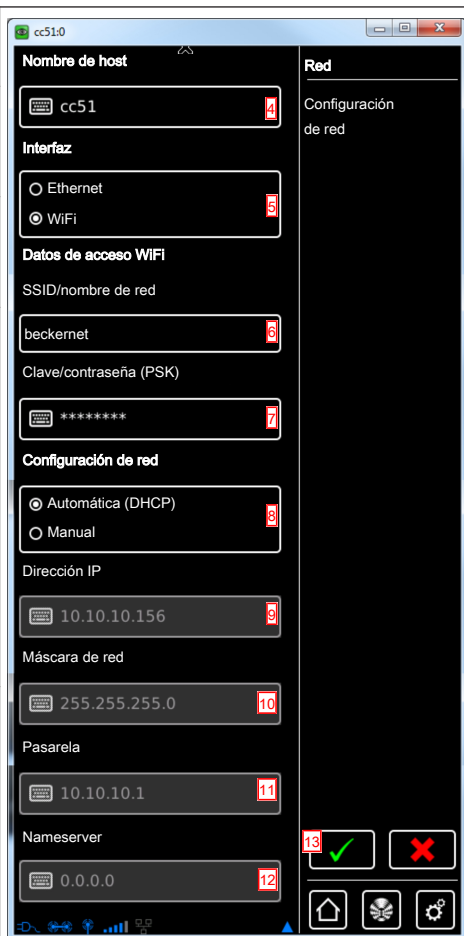 cc51:0
Nombre de host
cc51
4
Interfaz
Ethernet
WiFi
5
Datos de acceso WiFi
SSID/nombre de red
beckernet
6
Clave/contraseña (PSK)
********
7
Configuración de red
Automática (DHCP)
Manual
8
Dirección IP
10.10.10.156
9
Máscara de red
255.255.255.0
10
Pasarela
10.10.10.1
11
Nameserver
0.0.0.0
12
Red
Configuración
de red
13